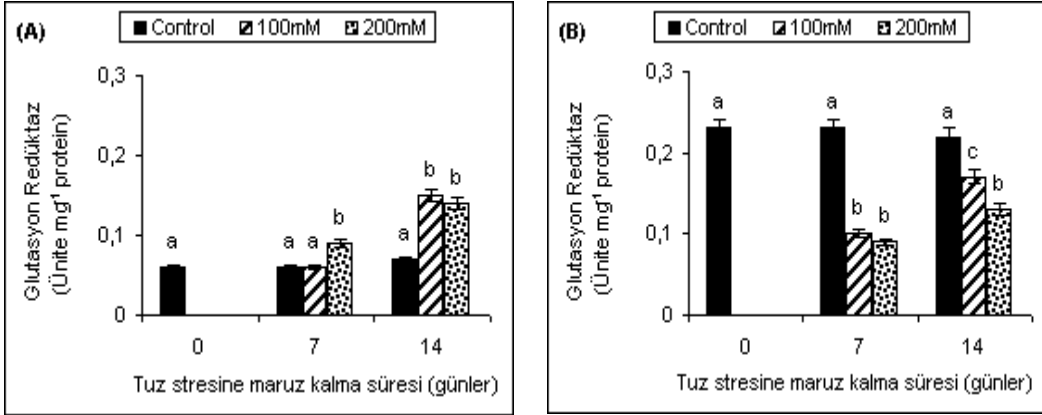 (A)
Control 100mM 200mM
Glutasyon Redüktaz
(Ünite mg⁻¹ protein)
0,3
0,2
0,1
0
a
a a b
a b b
0 7 14
Tuz stresine maruz kalma süresi (günler)
(B)
Control 100mM 200mM
Glutasyon Redüktaz
(Ünite mg⁻¹ protein)
0,3
0,2
0,1
0
a
a b b
a c b
0 7 14
Tuz stresine maruz kalma süresi (günler)